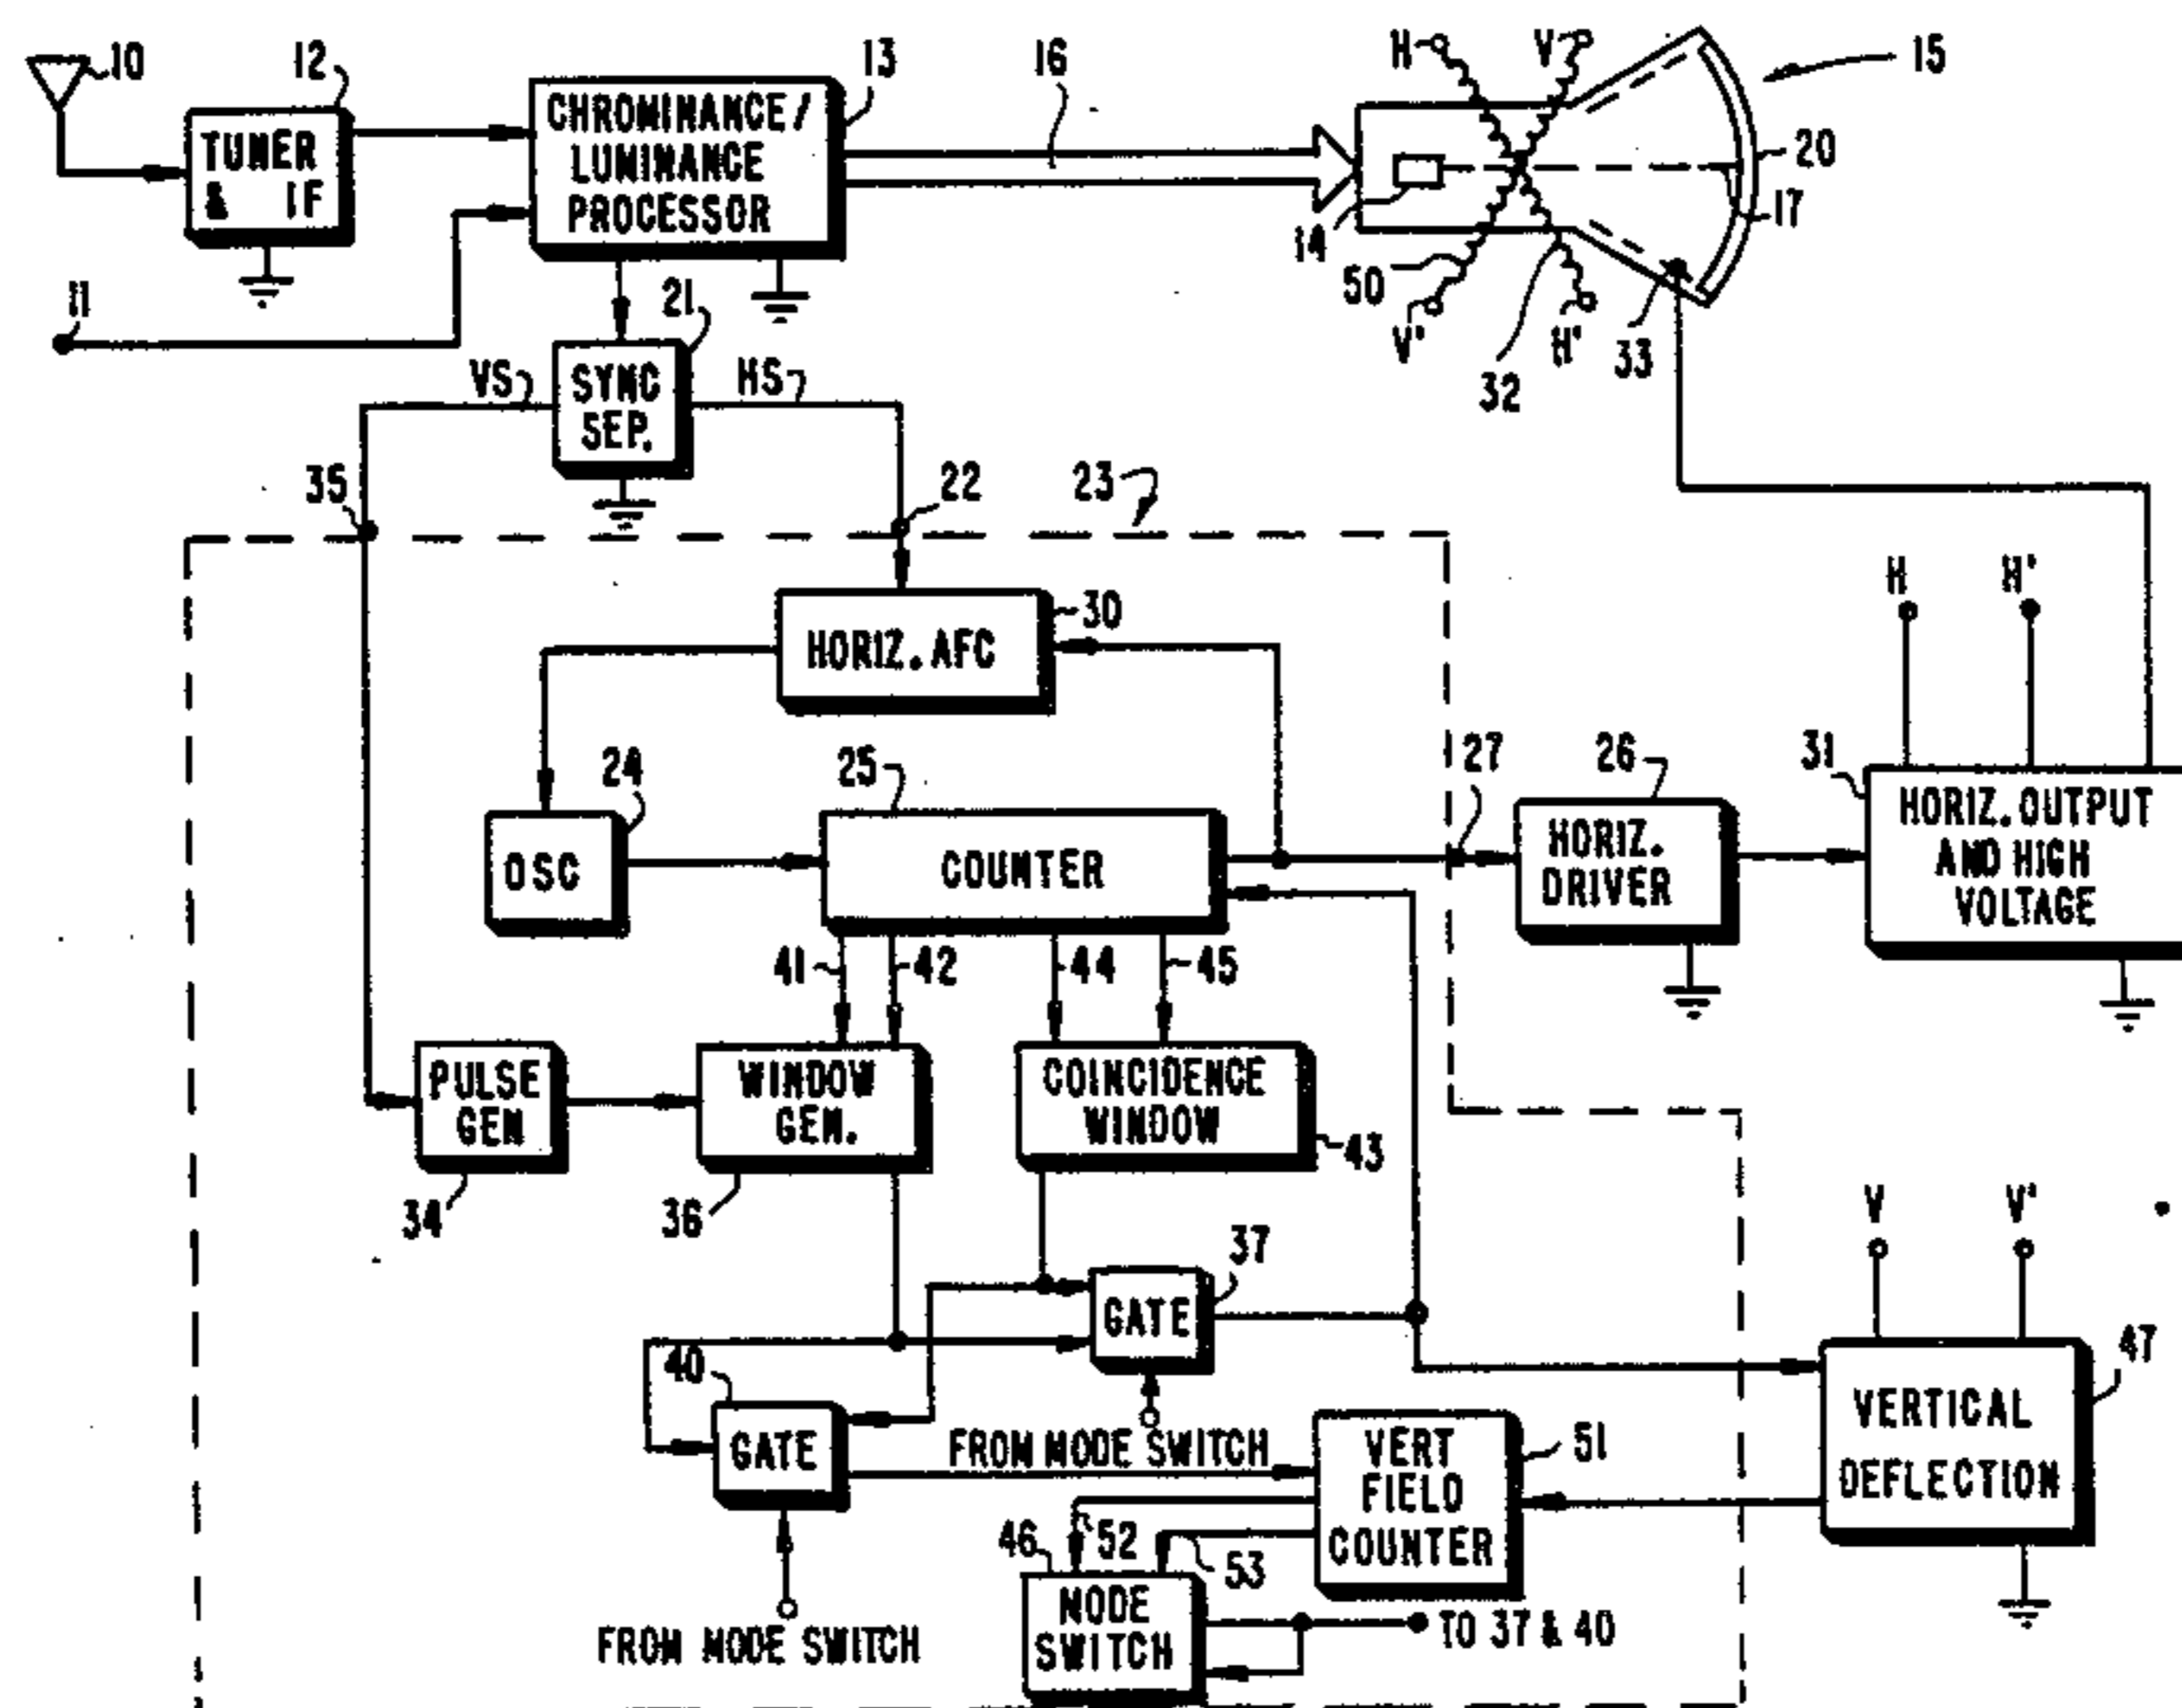 10
12
13
16
H
V
15
TUNER
& IF
CHROMINANCE/
LUMINANCE
PROCESSOR
20
17
14
50
V'
H'
33
32
11
21
VS
SYNC
SEP.
HS
35
22
23
HORIZ. AFC
30
H
H'
24
25
27
26
31
OSC
COUNTER
HORIZ.
DRIVER
HORIZ. OUTPUT
AND HIGH
VOLTAGE
41
42
44
45
PULSE
GEN
WINDOW
GEN.
COINCIDENCE
WINDOW
43
34
36
37
V
V'
GATE
40
GATE
FROM MODE SWITCH
VERT
FIELD
COUNTER
51
VERTICAL
DEFLECTION
47
46
52
53
MODE
SWITCH
TO 37 & 40
FROM MODE SWITCH